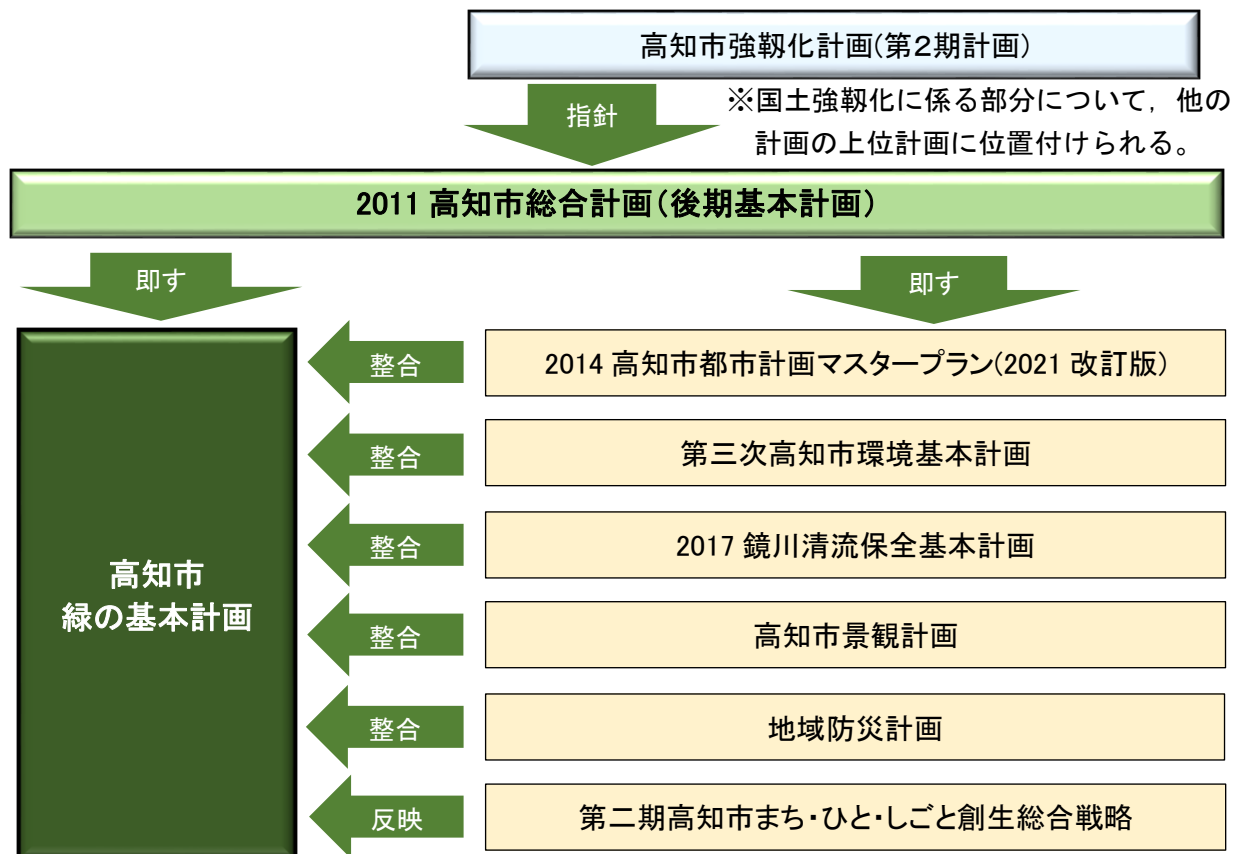 高知市強靱化計画(第2期計画)
指針
※国土強靱化に係る部分について，他の
計画の上位計画に位置付けられる。
2011 高知市総合計画（後期基本計画）
即す
即す
高知市
緑の基本計画
整合
2014 高知市都市計画マスタープラン(2021 改訂版)
整合
第三次高知市環境基本計画
整合
2017 鏡川清流保全基本計画
整合
高知市景観計画
整合
地域防災計画
反映
第二期高知市まち・ひと・しごと創生総合戦略